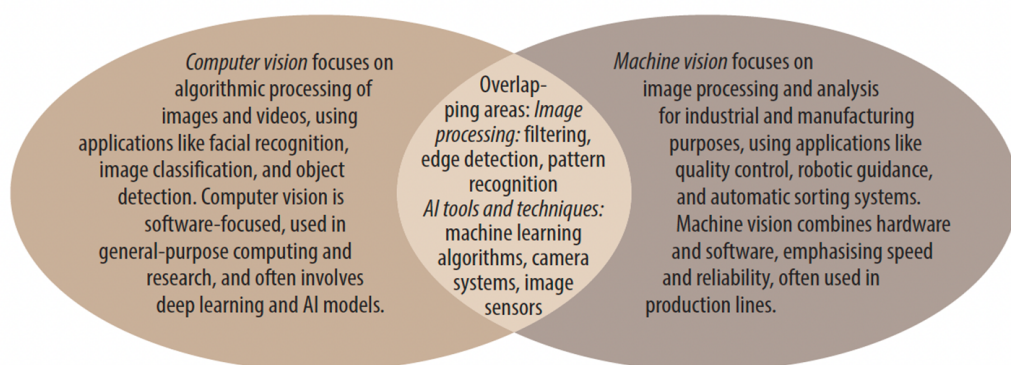 Computer vision focuses on
algorithmic processing of
images and videos, using
applications like facial recognition,
image classification, and object
detection. Computer vision is
software-focused, used in
general-purpose computing and
research, and often involves
deep learning and AI models.
Overlap-
ping areas: Image
processing: filtering,
edge detection, pattern
recognition
AI tools and techniques:
machine learning
algorithms, camera
systems, image
sensors
Machine vision focuses on
image processing and analysis
for industrial and manufacturing
purposes, using applications like
quality control, robotic guidance,
and automatic sorting systems.
Machine vision combines hardware
and software, emphasising speed
and reliability, often used in
production lines.